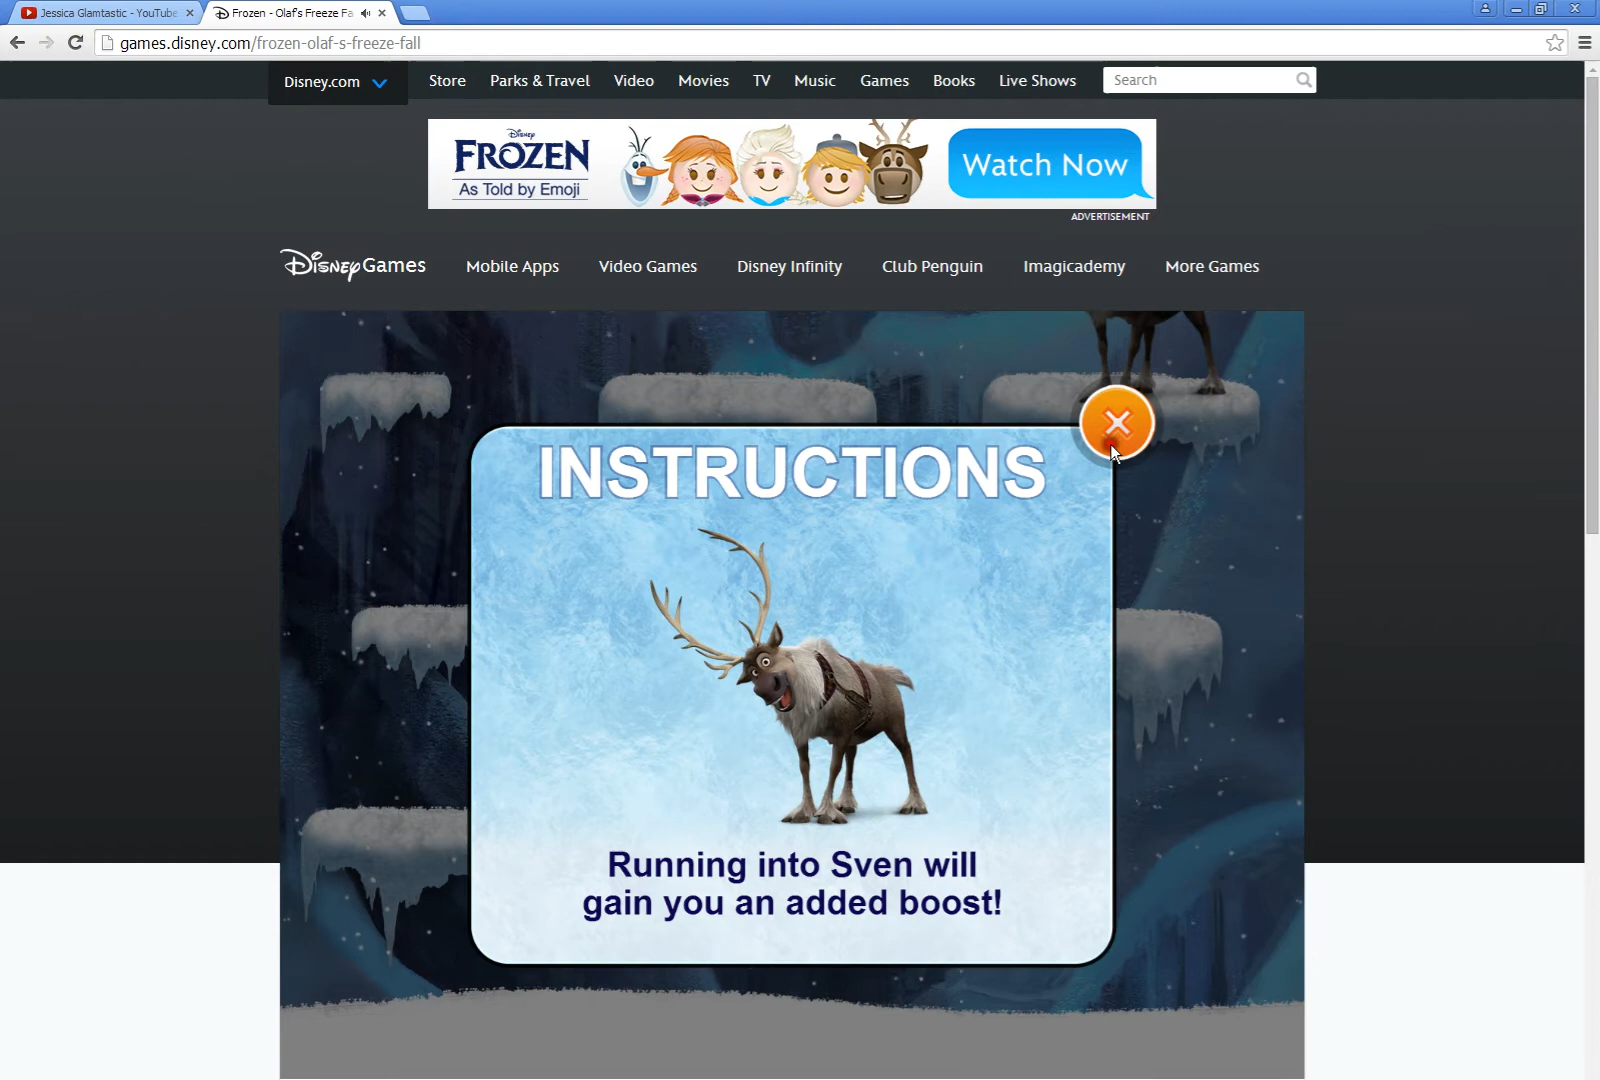 Jessica Glamtastic - YouTube
Frozen - Olaf's Freeze Fa
games.disney.com/frozen-olaf-s-freeze-fall
Disney.com Store Parks & Travel Video Movies TV Music Games Books Live Shows Search
Disney
FROZEN
As Told by Emoji
Watch Now
ADVERTISEMENT
Disney Games Mobile Apps Video Games Disney Infinity Club Penguin Imagicademy More Games
INSTRUCTIONS
Running into Sven will
gain you an added boost!